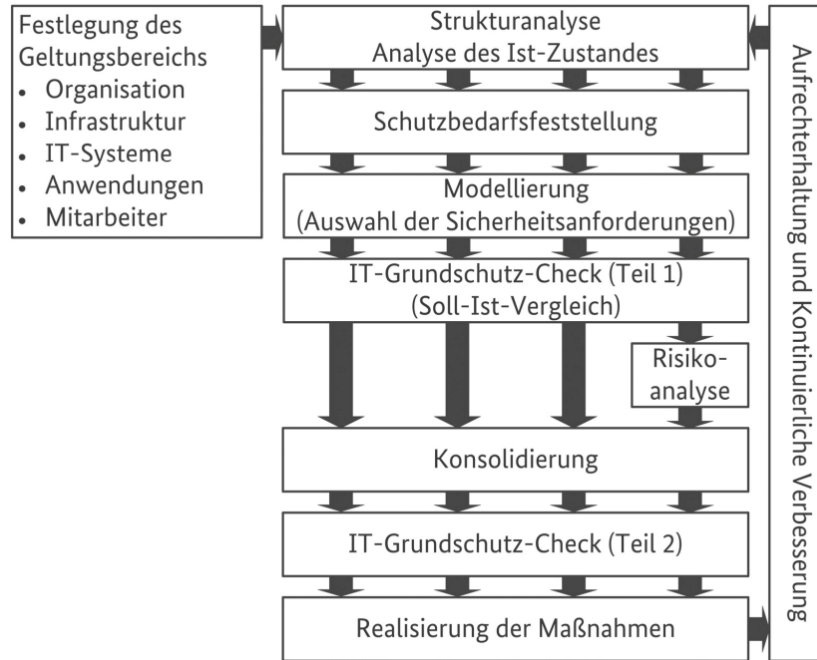 Festlegung des
Geltungsbereichs
• Organisation
• Infrastruktur
• IT-Systeme
• Anwendungen
• Mitarbeiter
Strukturanalyse
Analyse des Ist-Zustandes
Schutzbedarfsfeststellung
Modellierung
(Auswahl der Sicherheitsanforderungen)
IT-Grundschutz-Check (Teil 1)
(Soll-Ist-Vergleich)
Risiko-
analyse
Konsolidierung
IT-Grundschutz-Check (Teil 2)
Realisierung der Maßnahmen
Aufrechterhaltung und Kontinuierliche Verbesserung